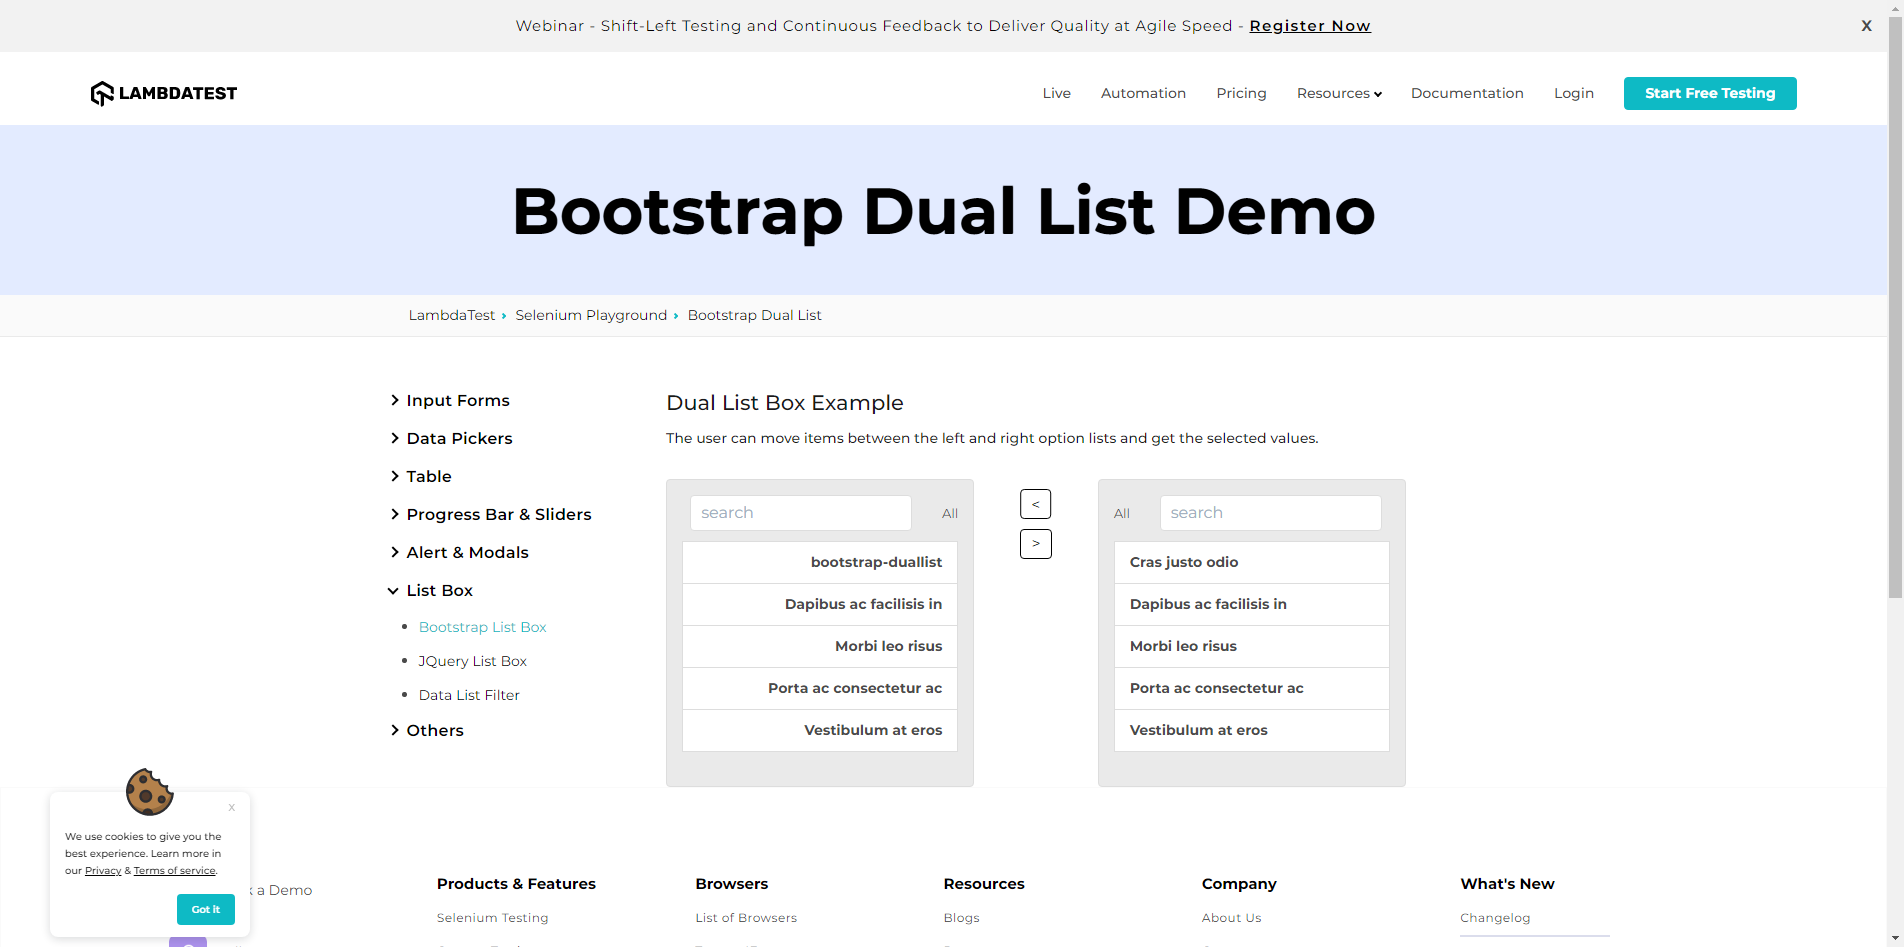 Webinar - Shift-Left Testing and Continuous Feedback to Deliver Quality at Agile Speed - Register Now
X
LAMBDATEST
Live
Automation
Pricing
Resources
Documentation
Login
Start Free Testing
Bootstrap Dual List Demo
LambdaTest › Selenium Playground › Bootstrap Dual List
Input Forms
Data Pickers
Table
Progress Bar & Sliders
Alert & Modals
List Box
Bootstrap List Box
JQuery List Box
Data List Filter
Others
Dual List Box Example
The user can move items between the left and right option lists and get the selected values.
search
All
bootstrap-duallist
Dapibus ac facilisis in
Morbi leo risus
Porta ac consectetur ac
Vestibulum at eros
<
>
All
search
Cras justo odio
Dapibus ac facilisis in
Morbi leo risus
Porta ac consectetur ac
Vestibulum at eros
x
We use cookies to give you the
best experience. Learn more in
our Privacy & Terms of service.
Got it
a Demo
Products & Features
Selenium Testing
Browsers
List of Browsers
Resources
Blogs
Company
About Us
What's New
Changelog